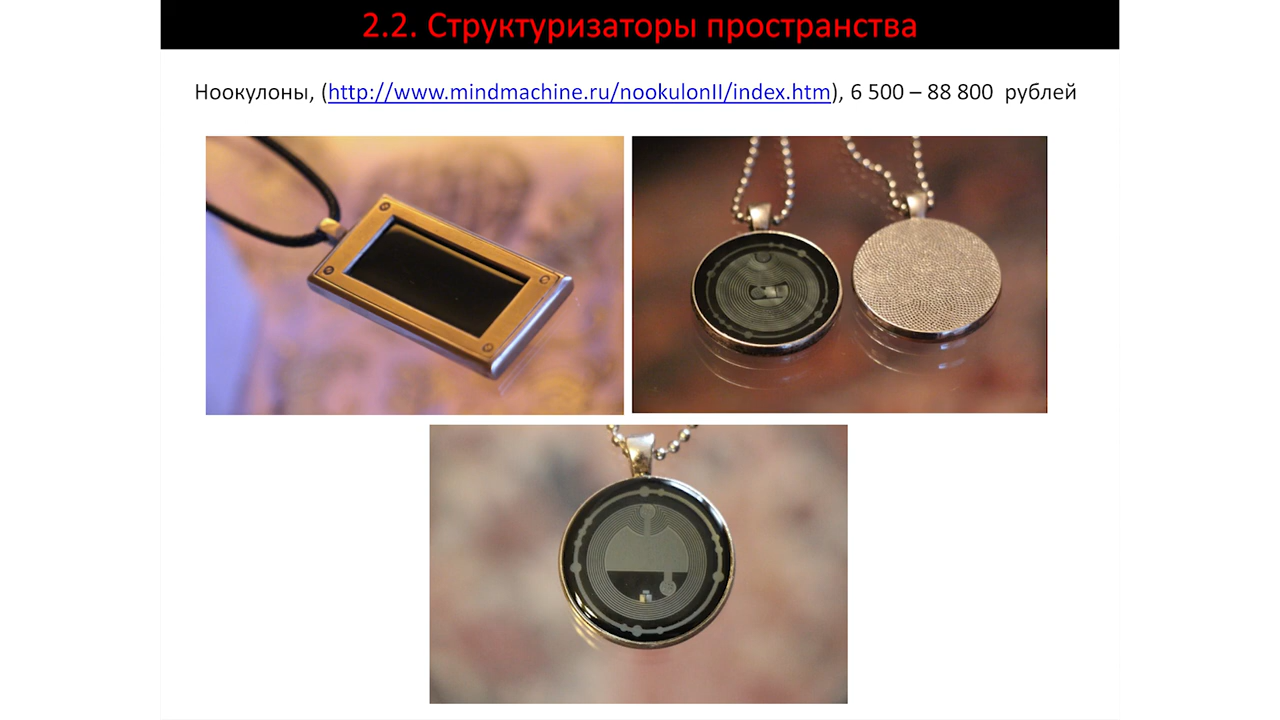 2.2. Структуризаторы пространства
Ноокулоны, (http://www.mindmachine.ru/nookulonII/index.htm), 6 500 – 88 800 рублей